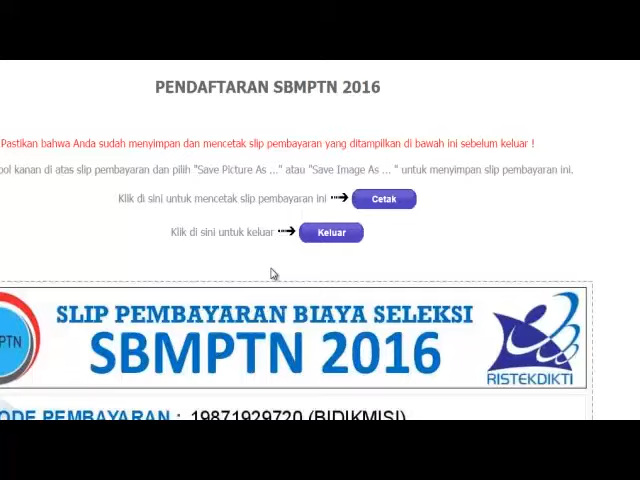 PENDAFTARAN SBMPTN 2016
Pastikan bahwa Anda sudah menyimpan dan mencetak slip pembayaran yang ditampilkan di bawah ini sebelum keluar !
kanan di atas slip pembayaran dan pilih "Save Picture As ..." atau "Save Image As ... " untuk menyimpan slip pembayaran ini.
Klik di sini untuk mencetak slip pembayaran ini Cetak
Klik di sini untuk keluar Keluar
SLIP PEMBAYARAN BIAYA SELEKSI
SBMPTN 2016
RISTEKDIKTI
PEMBAYARAN : 19871929720 (BIDIKMISI)